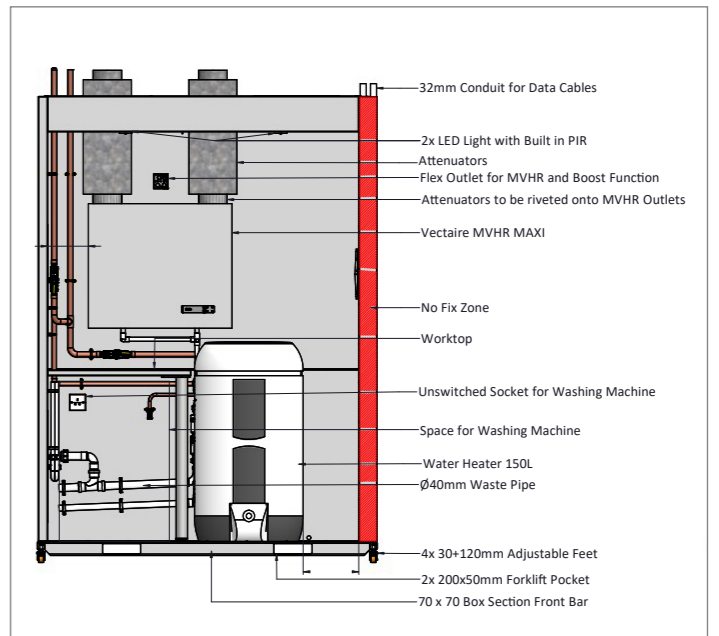 32mm Conduit for Data Cables
2x LED Light with Built in PIR
Attenuators
Flex Outlet for MVHR and Boost Function
Attenuators to be riveted onto MVHR Outlets
Vectaire MVHR MAXI
No Fix Zone
Worktop
Unswitched Socket for Washing Machine
Space for Washing Machine
Water Heater 150L
Ø40mm Waste Pipe
4x 30+120mm Adjustable Feet
2x 200x50mm Forklift Pocket
70 x 70 Box Section Front Bar